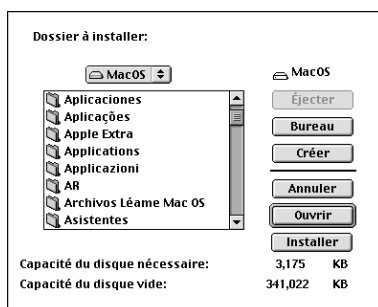 Dossier à installer:
MacOS
MacOS
Aplicaciones
Aplicações
Apple Extra
Applications
Applicazioni
AR
Archivos Léame Mac OS
Asistentes
Éjecter
Bureau
Créer
Annuler
Ouvrir
Installer
Capacité du disque nécessaire: 3,175 KB
Capacité du disque vide: 341,022 KB